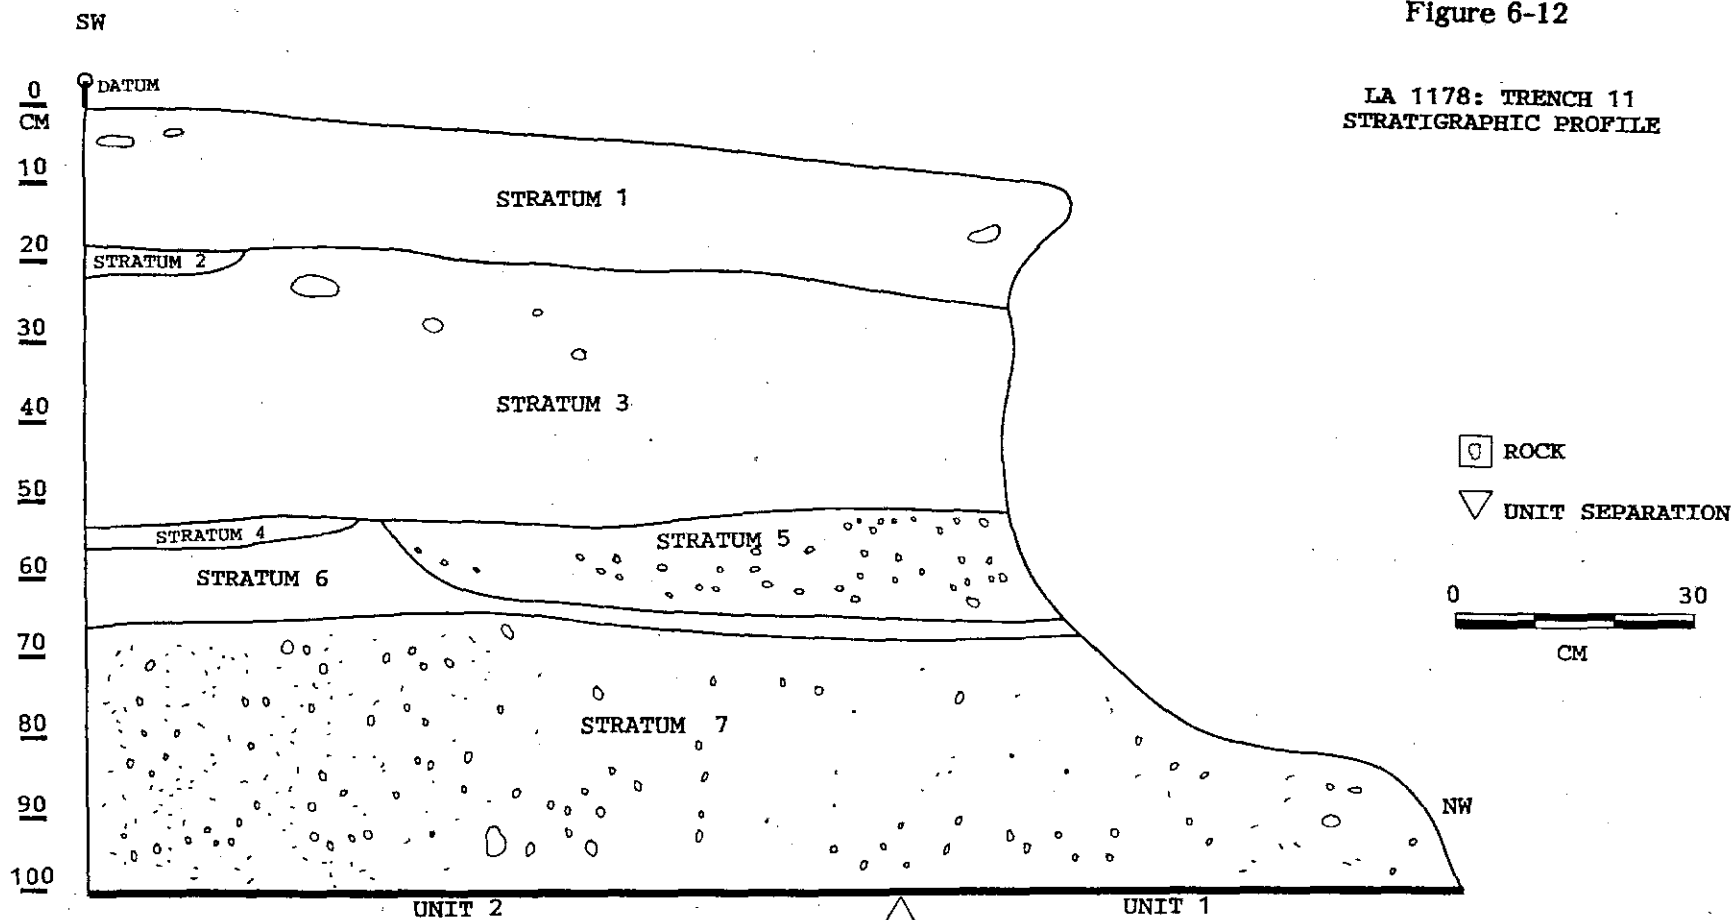 Figure 6-12
SW
LA 1178: TRENCH 11
STRATIGRAPHIC PROFILE
DATUM
0
CM
10
20
30
40
50
60
70
80
90
100
STRATUM 1
STRATUM 2
STRATUM 3
STRATUM 4
STRATUM 5
STRATUM 6
STRATUM 7
ROCK
UNIT SEPARATION
0 30
CM
NW
UNIT 2
UNIT 1